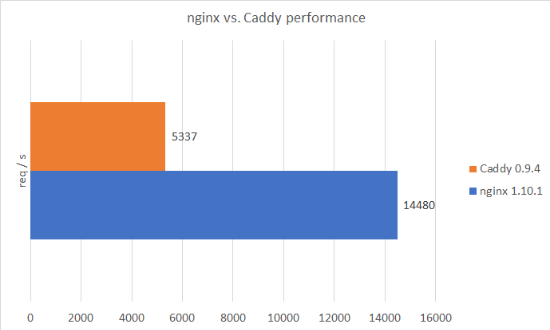 nginx vs. Caddy performance
5337
Caddy 0.9.4
req / s
nginx 1.10.1
14480
0 2000 4000 6000 8000 10000 12000 14000 16000